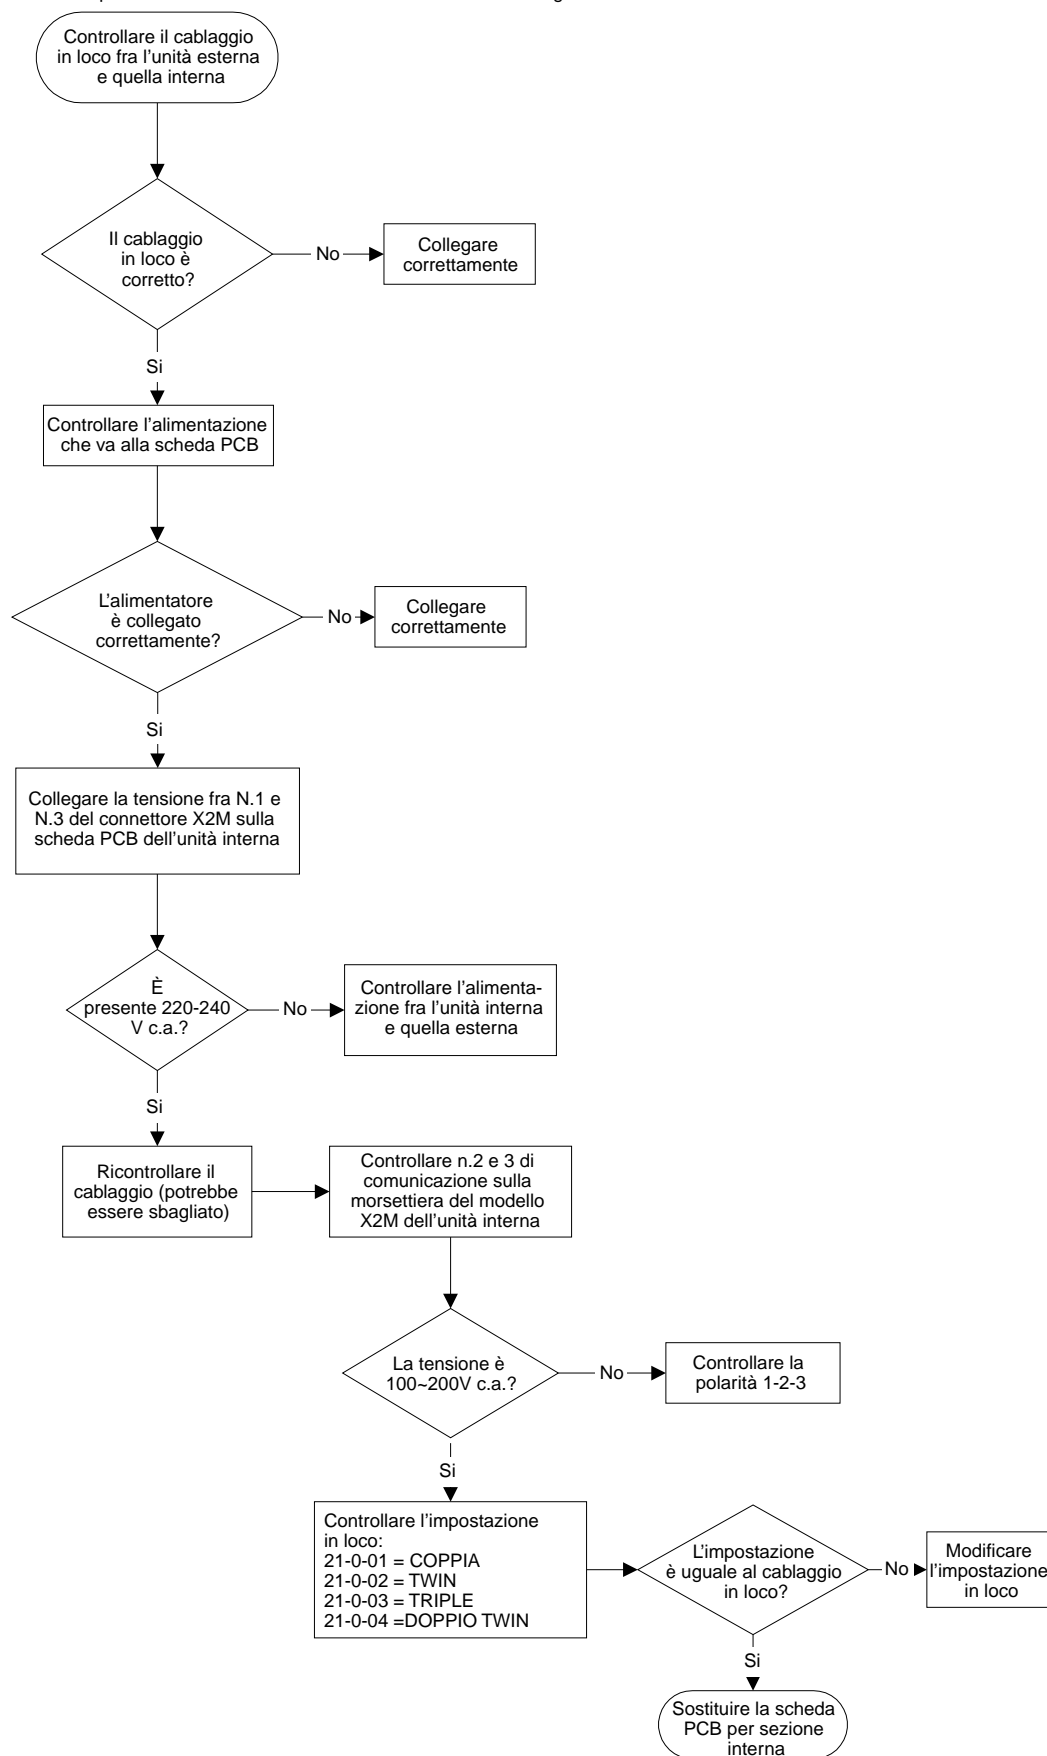 Controllare il cablaggio
in loco fra l'unità esterna
e quella interna
Il cablaggio
in loco è
corretto?
No
Collegare
correttamente
Si
Controllare l'alimentazione
che va alla scheda PCB
L'alimentatore
è collegato
correttamente?
No
Collegare
correttamente
Si
Collegare la tensione fra N.1 e
N.3 del connettore X2M sulla
scheda PCB dell'unità interna
È
presente 220-240
V c.a.?
No
Controllare l'alimenta-
zione fra l'unità interna
e quella esterna
Si
Ricontrollare il
cablaggio (potrebbe
essere sbagliato)
Controllare n.2 e 3 di
comunicazione sulla
morsettiera del modello
X2M dell'unità interna
La tensione è
100~200V c.a.?
No
Controllare la
polarità 1-2-3
Si
Controllare l'impostazione
in loco:
21-0-01 = COPPIA
21-0-02 = TWIN
21-0-03 = TRIPLE
21-0-04 =DOPPIO TWIN
L'impostazione
è uguale al cablaggio
in loco?
No
Modificare
l'impostazione
in loco
Si
Sostituire la scheda
PCB per sezione
interna